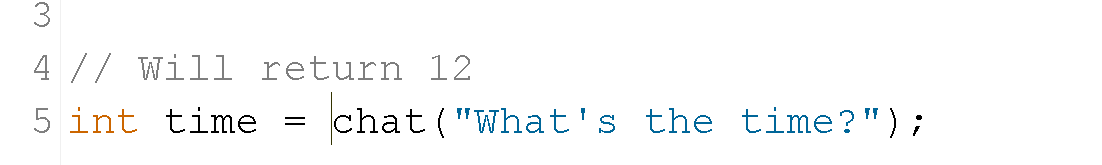 3
4 // Will return 12
5 int time = chat("What's the time?");